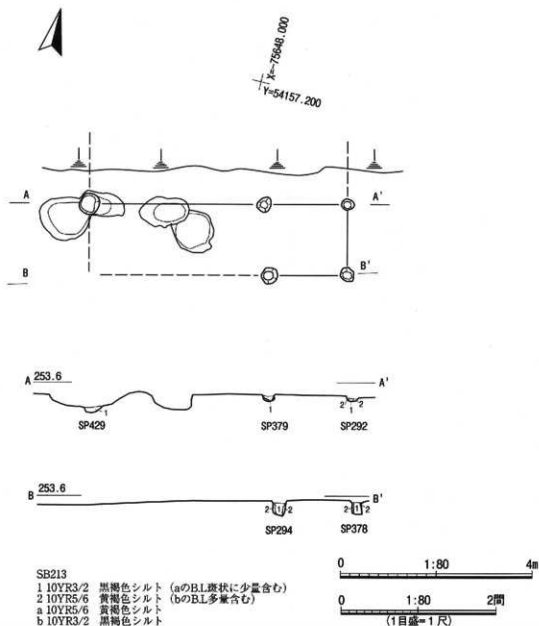 X=-75648.000
Y=54157.200
A
A'
B
B'
A 253.6
A'
1
SP429
1
SP379
2
1
2
SP292
B 253.6
B'
2
1
2
SP294
2
1
2
SP378
SB213
1 10YR3/2 黒褐色シルト (aのB.L斑状に少量含む)
2 10YR5/6 黄褐色シルト (bのB.L多量含む)
a 10YR5/6 黄褐色シルト
b 10YR3/2 黒褐色シルト
0 1:80 4m
0 1:80 2間
(1目盛=1尺)